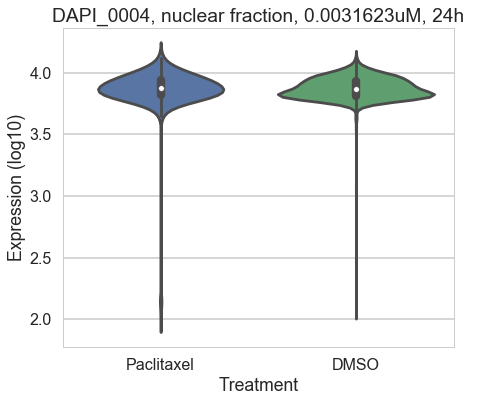 DAPI_0004, nuclear fraction, 0.0031623uM, 24h
Expression (log10)
4.0
3.5
3.0
2.5
2.0
Paclitaxel DMSO
Treatment